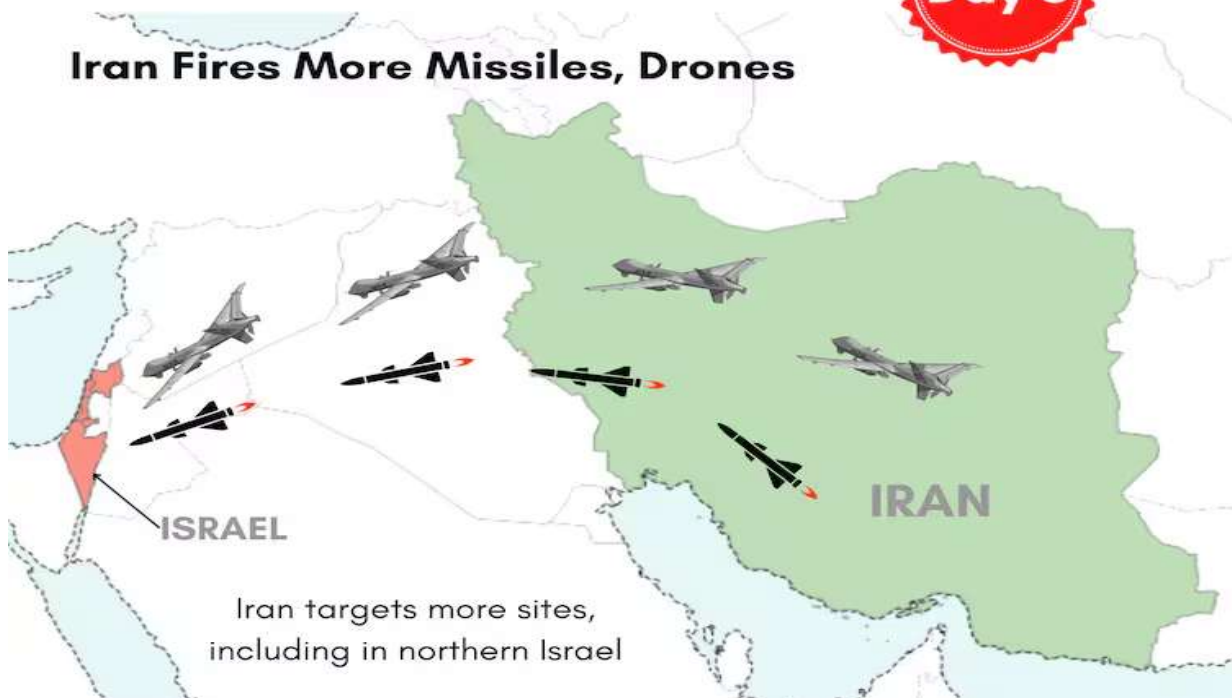 Iran Fires More Missiles, Drones
IRAN
ISRAEL
Iran targets more sites,
including in northern Israel